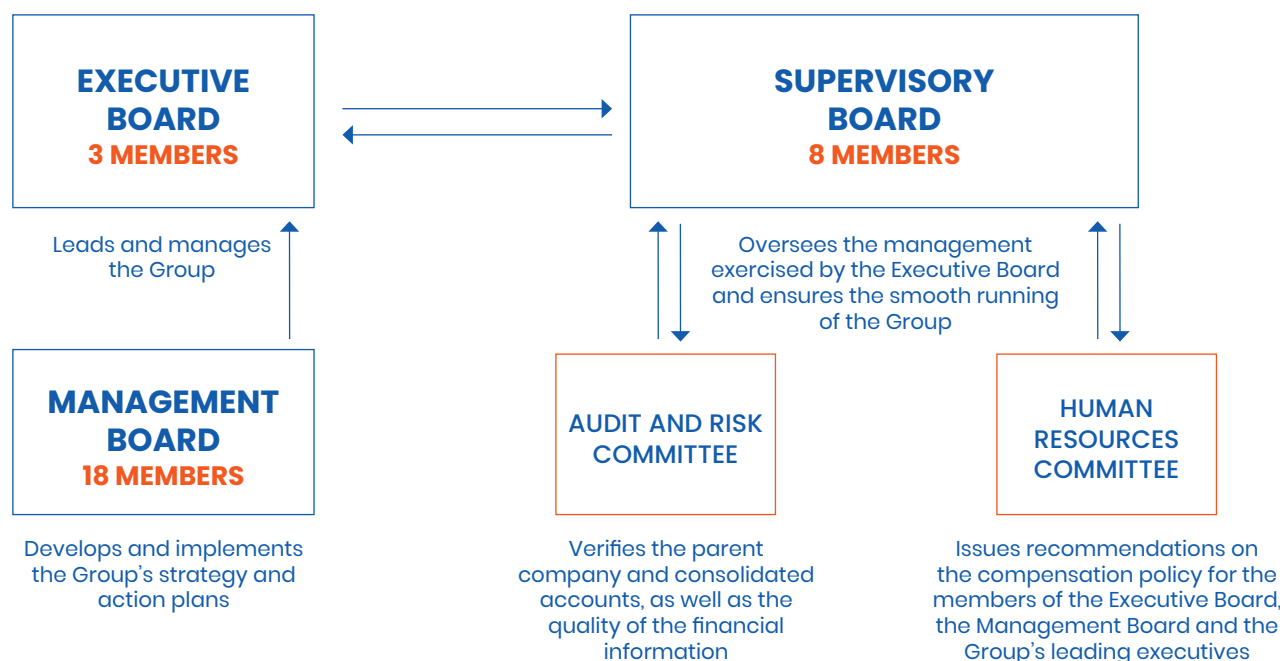 EXECUTIVE
BOARD
3 MEMBERS
SUPERVISORY
BOARD
8 MEMBERS
Leads and manages
the Group
Oversees the management
exercised by the Executive Board
and ensures the smooth running
of the Group
MANAGEMENT
BOARD
18 MEMBERS
AUDIT AND RISK
COMMITTEE
HUMAN
RESOURCES
COMMITTEE
Develops and implements
the Group's strategy and
action plans
Verifies the parent
company and consolidated
accounts, as well as the
quality of the financial
information
Issues recommendations on
the compensation policy for the
members of the Executive Board,
the Management Board and the
Group's leading executives